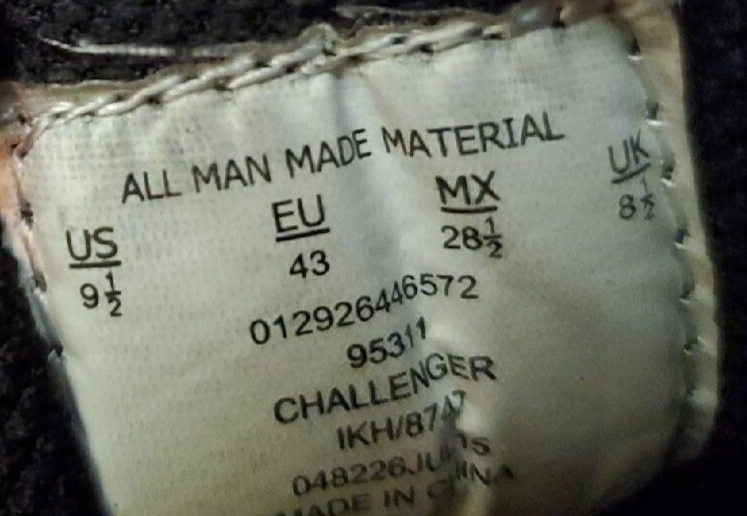 ALL MAN MADE MATERIAL
US EU MX UK
9½ 43 28½ 8½
012926446572
95311
CHALLENGER
IKH/8747
MADE IN CHINA